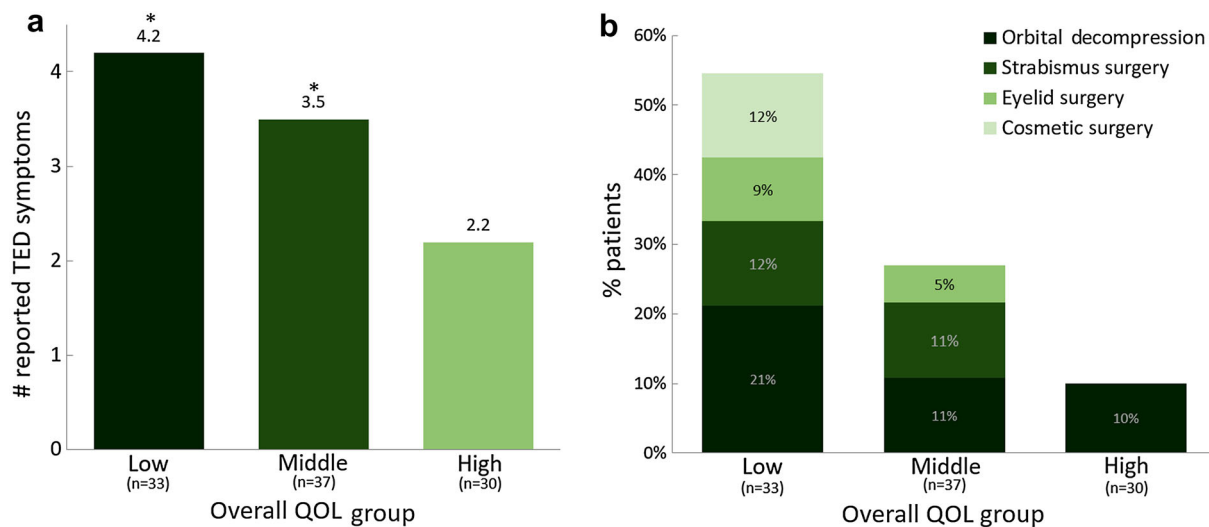 a
*
4.2
*
3.5
2.2
4
3
2
1
0
# reported TED symptoms
Low
(n=33)
Middle
(n=37)
High
(n=30)
Overall QOL group
b
60%
50%
40%
30%
20%
10%
0%
% patients
Orbital decompression
Strabismus surgery
Eyelid surgery
Cosmetic surgery
12%
9%
12%
21%
5%
11%
11%
10%
Low
(n=33)
Middle
(n=37)
High
(n=30)
Overall QOL group